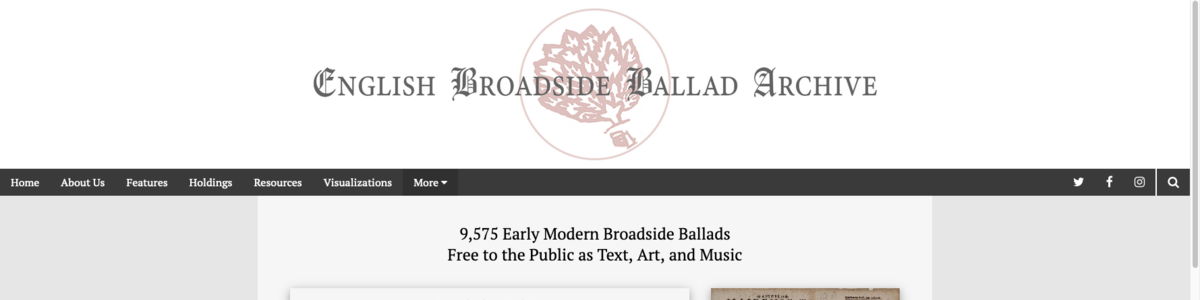 English Broadside Ballad Archive
Home About Us Features Holdings Resources Visualizations More
9,575 Early Modern Broadside Ballads
Free to the Public as Text, Art, and Music